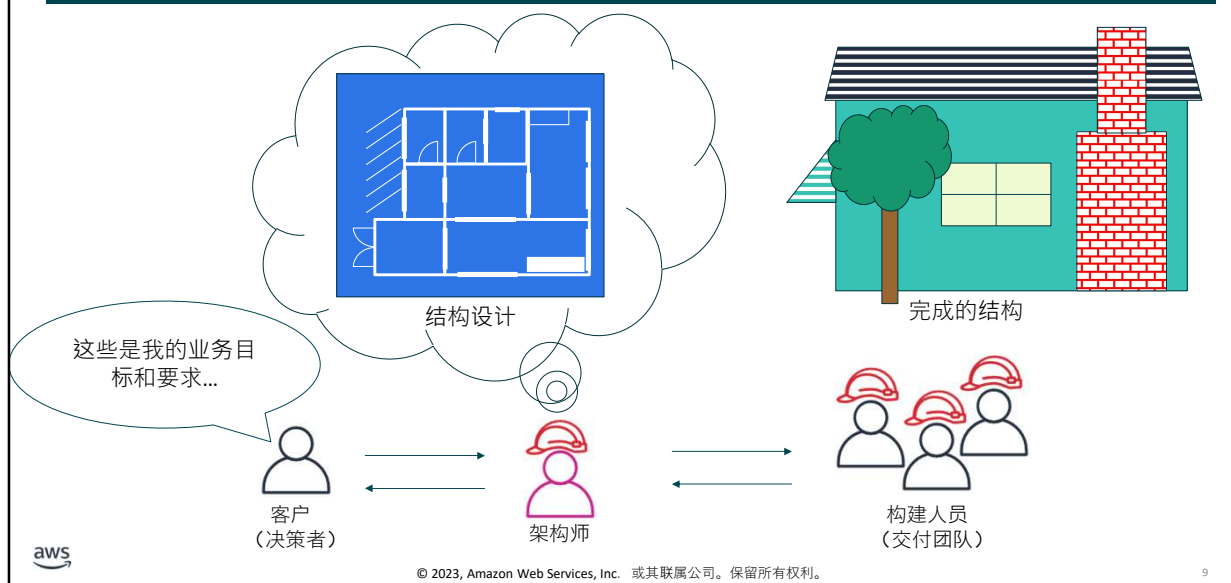 结构设计
完成的结构
这些是我的业务目
标和要求...
客户
（决策者）
架构师
构建人员
（交付团队）
aws
© 2023, Amazon Web Services, Inc. 或其联属公司。保留所有权利。
9